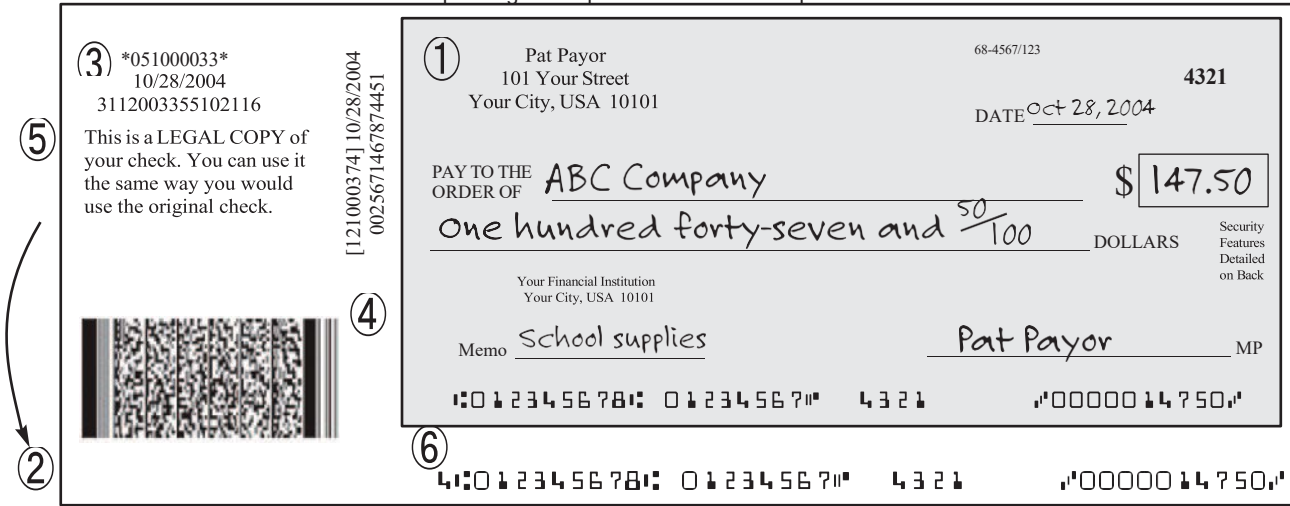 ③ *051000033*
10/28/2004
3112003355102116
⑤
This is a LEGAL COPY of
your check. You can use it
the same way you would
use the original check.
[121000374] 10/28/2004
0025671467874451
④
②
①
Pat Payor
101 Your Street
Your City, USA 10101
68-4567/123
4321
DATE Oct 28, 2004
PAY TO THE
ORDER OF ABC Company $ 147.50
One hundred forty-seven and 50/100 DOLLARS
Security
Features
Detailed
on Back
Your Financial Institution
Your City, USA 10101
Memo School supplies Pat Payor MP
⑆012345678⑆ 01234567⑈ 4321 ⑇0000014750⑇
⑥
4⑆012345678⑆ 01234567⑈ 4321 ⑇0000014750⑇